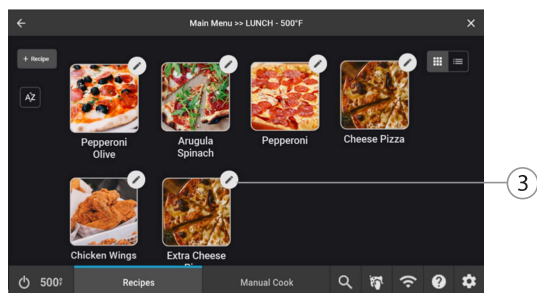 Main Menu >> LUNCH - 500°F
+ Recipe
AZ
Pepperoni
Olive
Arugula
Spinach
Pepperoni
Cheese Pizza
3
Chicken Wings
Extra Cheese
500°F
Recipes
Manual Cook
?